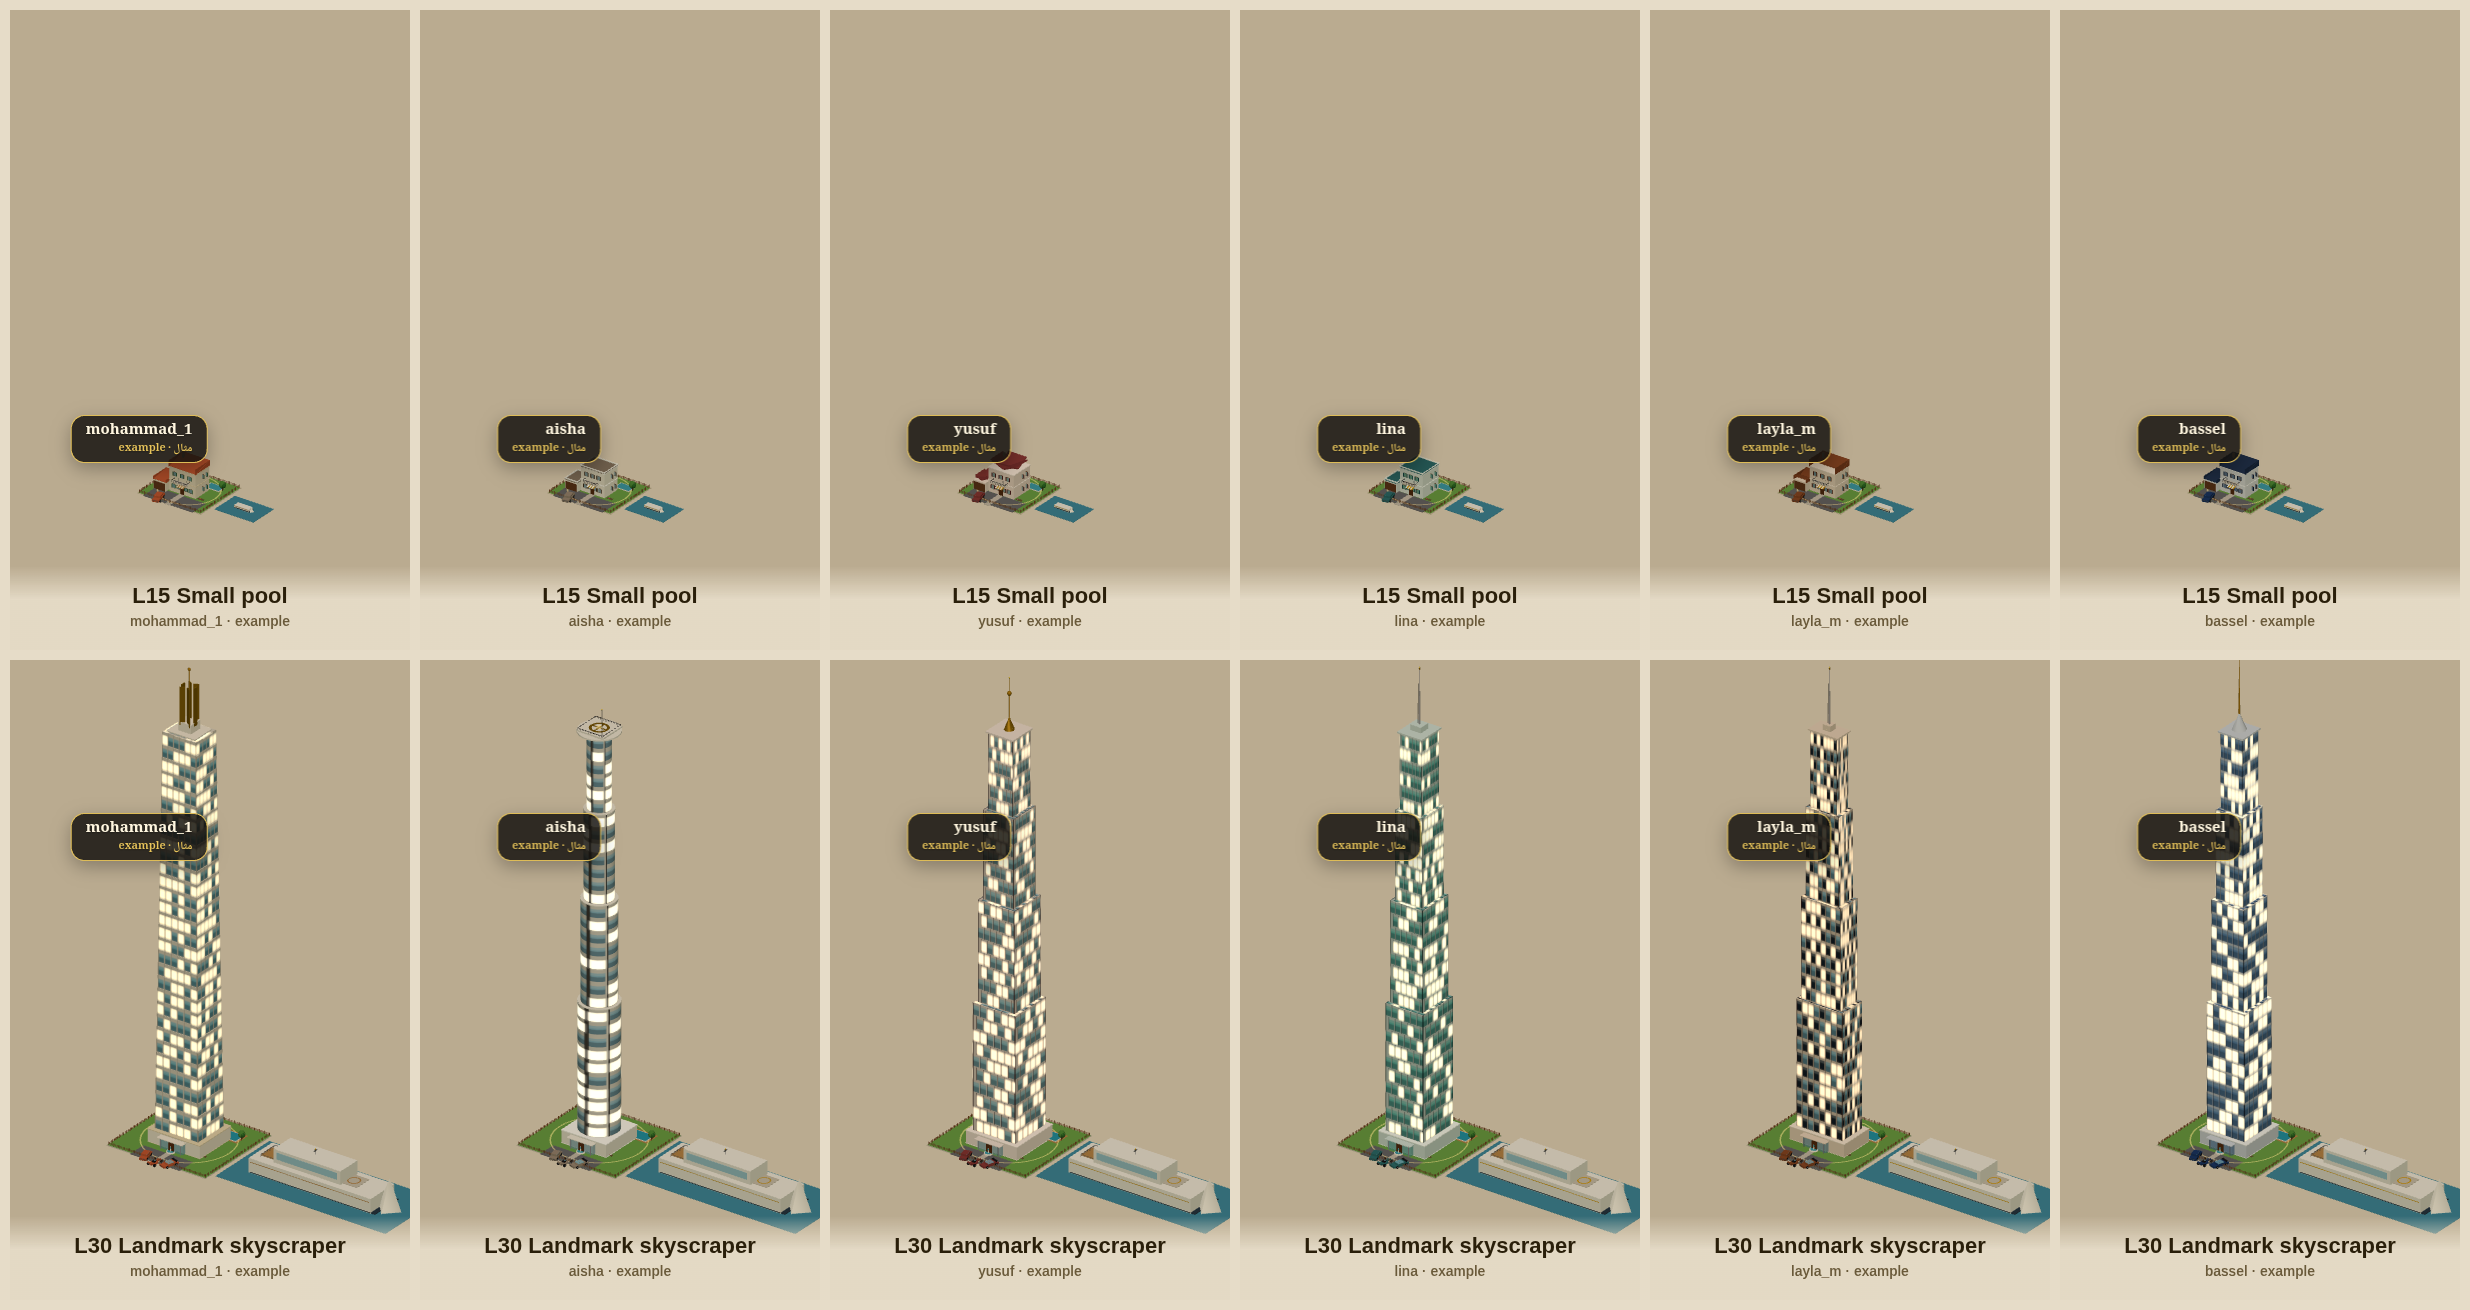 mohammad_1
example · مثال
L15 Small pool
mohammad_1 · example
aisha
example · مثال
L15 Small pool
aisha · example
yusuf
example · مثال
L15 Small pool
yusuf · example
lina
example · مثال
L15 Small pool
lina · example
layla_m
example · مثال
L15 Small pool
layla_m · example
bassel
example · مثال
L15 Small pool
bassel · example
mohammad_1
example · مثال
L30 Landmark skyscraper
mohammad_1 · example
aisha
example · مثال
L30 Landmark skyscraper
aisha · example
yusuf
example · مثال
L30 Landmark skyscraper
yusuf · example
lina
example · مثال
L30 Landmark skyscraper
lina · example
layla_m
example · مثال
L30 Landmark skyscraper
layla_m · example
bassel
example · مثال
L30 Landmark skyscraper
bassel · example